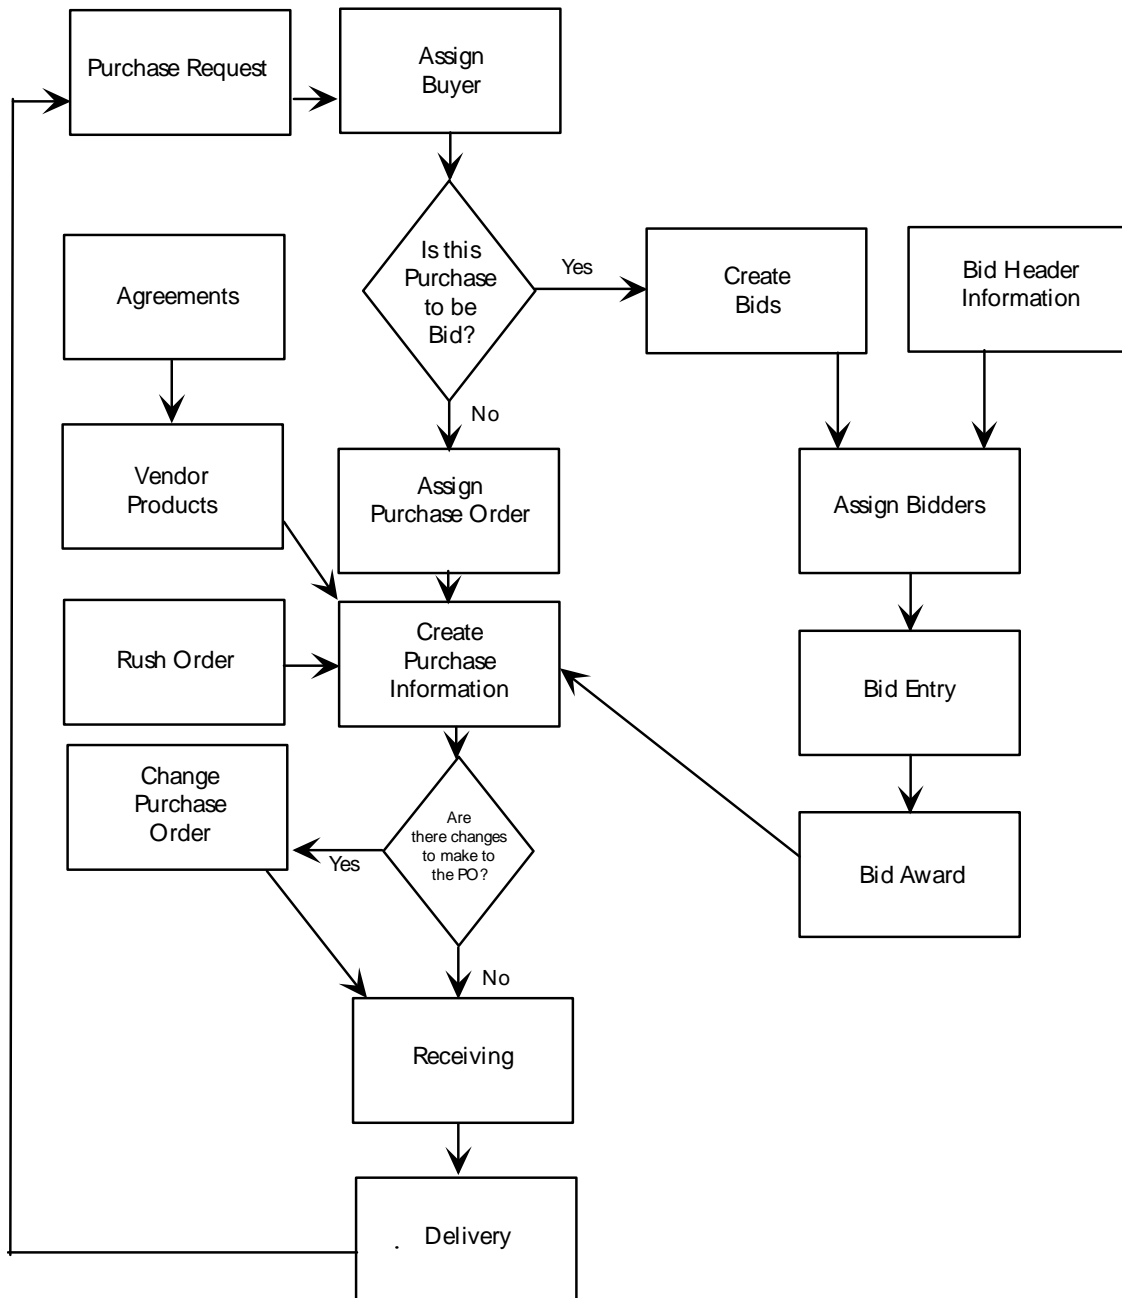 Purchase Request
Assign
Buyer
Is this
Purchase
to be
Bid?
Yes
Create
Bids
Bid Header
Information
Agreements
No
Vendor
Products
Assign
Purchase Order
Assign Bidders
Rush Order
Create
Purchase
Information
Bid Entry
Change
Purchase
Order
Are
there changes
to make to
the PO?
Yes
Bid Award
No
Receiving
Delivery